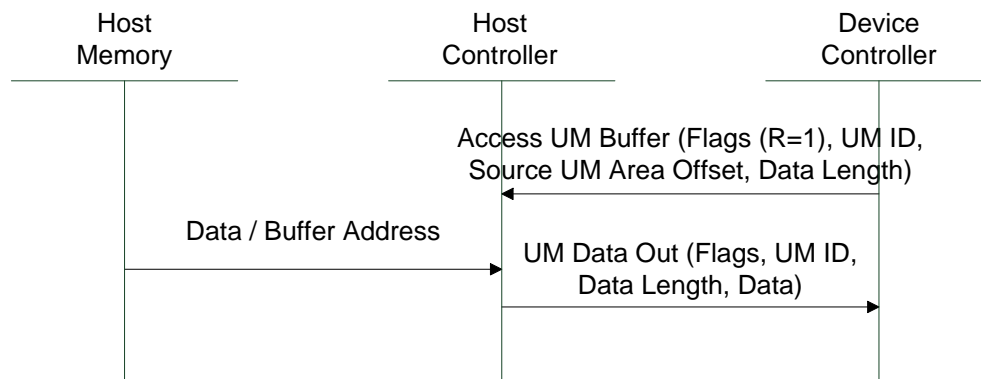 Host
Memory
Host
Controller
Device
Controller
Access UM Buffer (Flags (R=1), UM ID,
Source UM Area Offset, Data Length)
Data / Buffer Address
UM Data Out (Flags, UM ID,
Data Length, Data)